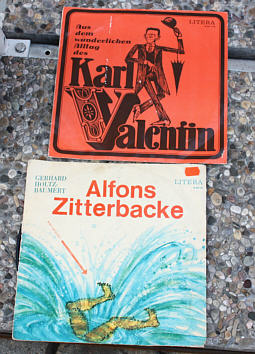 Aus
dem
wunderlichen
Alltag
des
LITERA
Karl
Valentin
GERHARD
HOLTZ-
BAUMERT
LITERA
Alfons
Zitterbacke